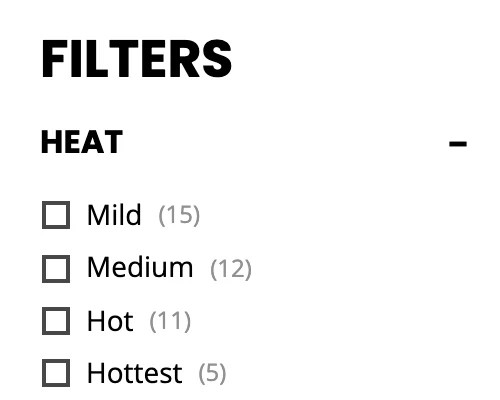 FILTERS
HEAT –
Mild (15)
Medium (12)
Hot (11)
Hottest (5)